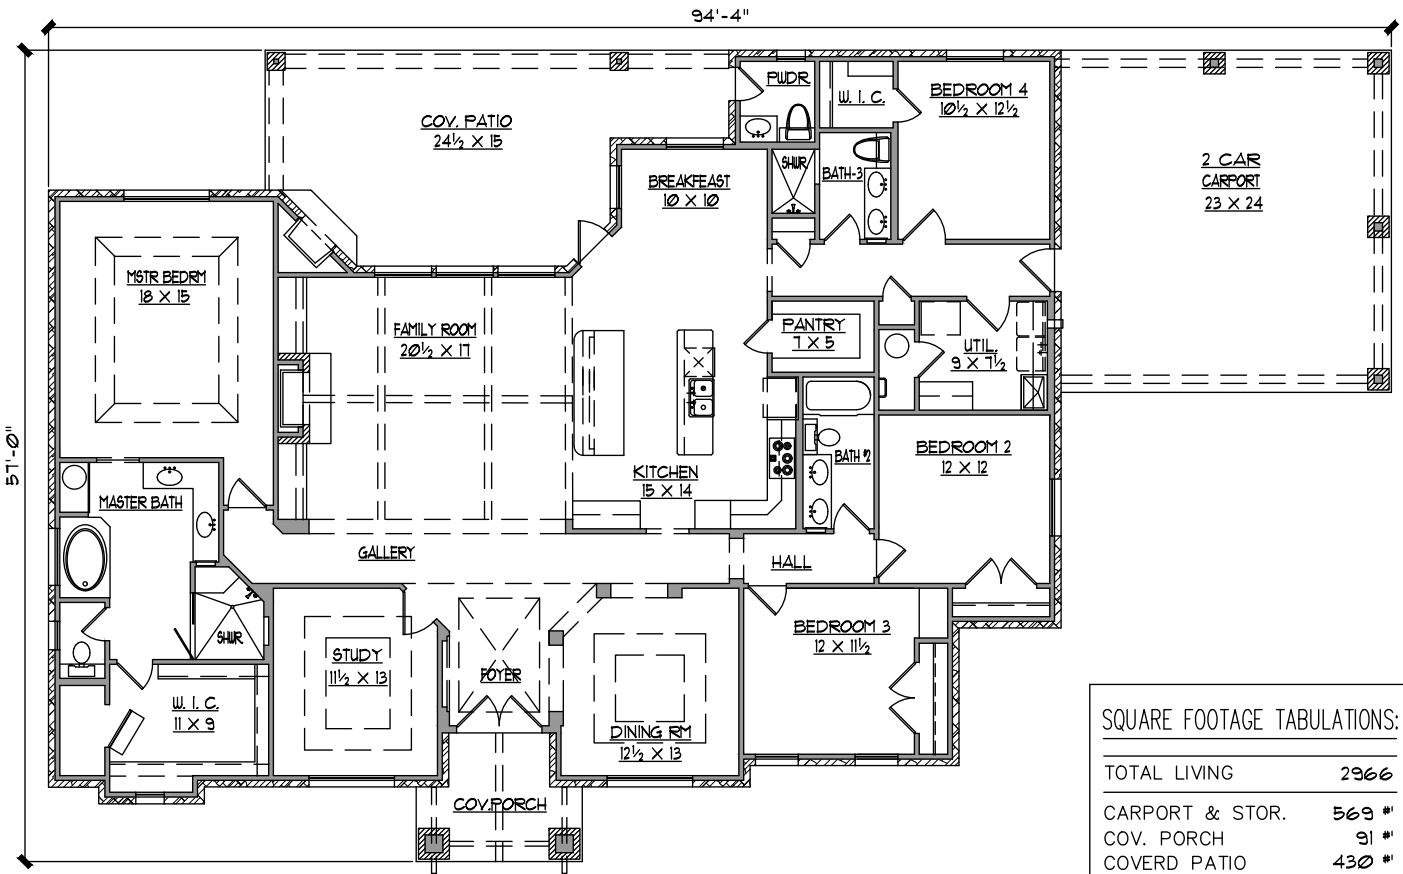 94'-4"
57'-0"
COV. PATIO
24½ X 15
PWDR
W. I. C.
BEDROOM 4
10½ X 12½
2 CAR
CARPORT
23 X 24
BREAKFEAST
10 X 10
SHWR
BATH-3
MSTR BEDRM
18 X 15
FAMILY ROOM
20½ X 17
PANTRY
7 X 5
UTIL.
9 X 7½
KITCHEN
15 X 14
BATH #2
BEDROOM 2
12 X 12
MASTER BATH
GALLERY
HALL
SHWR
STUDY
11½ X 13
FOYER
BEDROOM 3
12 X 11½
W. I. C.
11 X 9
DINING RM
12½ X 13
COV. PORCH
SQUARE FOOTAGE TABULATIONS:
TOTAL LIVING 2966
CARPORT & STOR. 569 #'
COV. PORCH 91 #'
COVERD PATIO 430 #'